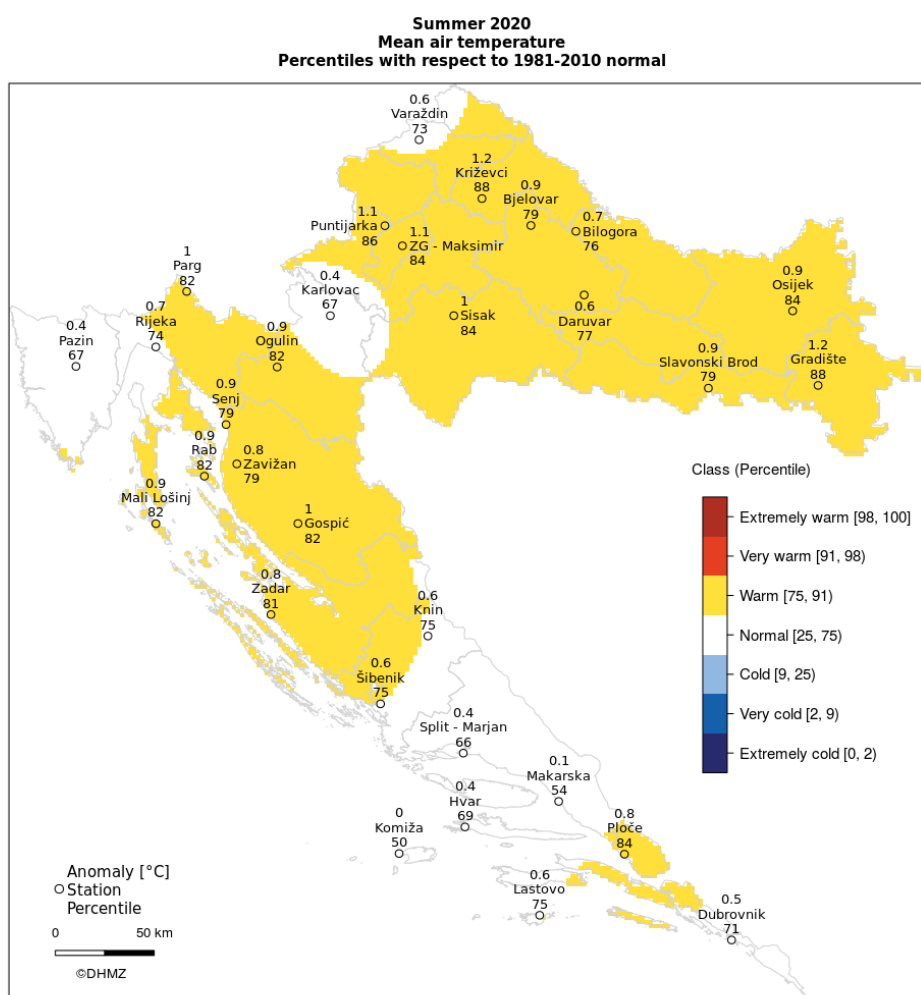 Summer 2020
Mean air temperature
Percentiles with respect to 1981-2010 normal
0.6
Varaždin
73
1.2
Križevci
88
0.9
Bjelovar
79
1.1
Puntijarka
86
1.1
ZG - Maksimir
84
0.7
Bilogora
76
1
Parg
82
0.4
Karlovac
67
0.9
Osijek
84
0.7
Rijeka
74
0.4
Pazin
67
1
Sisak
84
0.6
Daruvar
77
0.9
Ogulin
82
0.9
Slavonski Brod
79
1.2
Gradište
88
0.9
Senj
79
0.9
Rab
82
0.8
Zavižan
79
0.9
Mali Lošinj
82
1
Gospić
82
0.8
Zadar
81
0.6
Knin
75
0.6
Šibenik
75
0.4
Split - Marjan
66
0.1
Makarska
54
0.4
Hvar
69
0
Komiža
50
0.8
Ploče
84
0.6
Lastovo
75
0.5
Dubrovnik
71
Class (Percentile)
Extremely warm [98, 100]
Very warm [91, 98)
Warm [75, 91)
Normal [25, 75)
Cold [9, 25)
Very cold [2, 9)
Extremely cold [0, 2)
Anomaly [°C]
Station
Percentile
0 50 km
©DHMZ